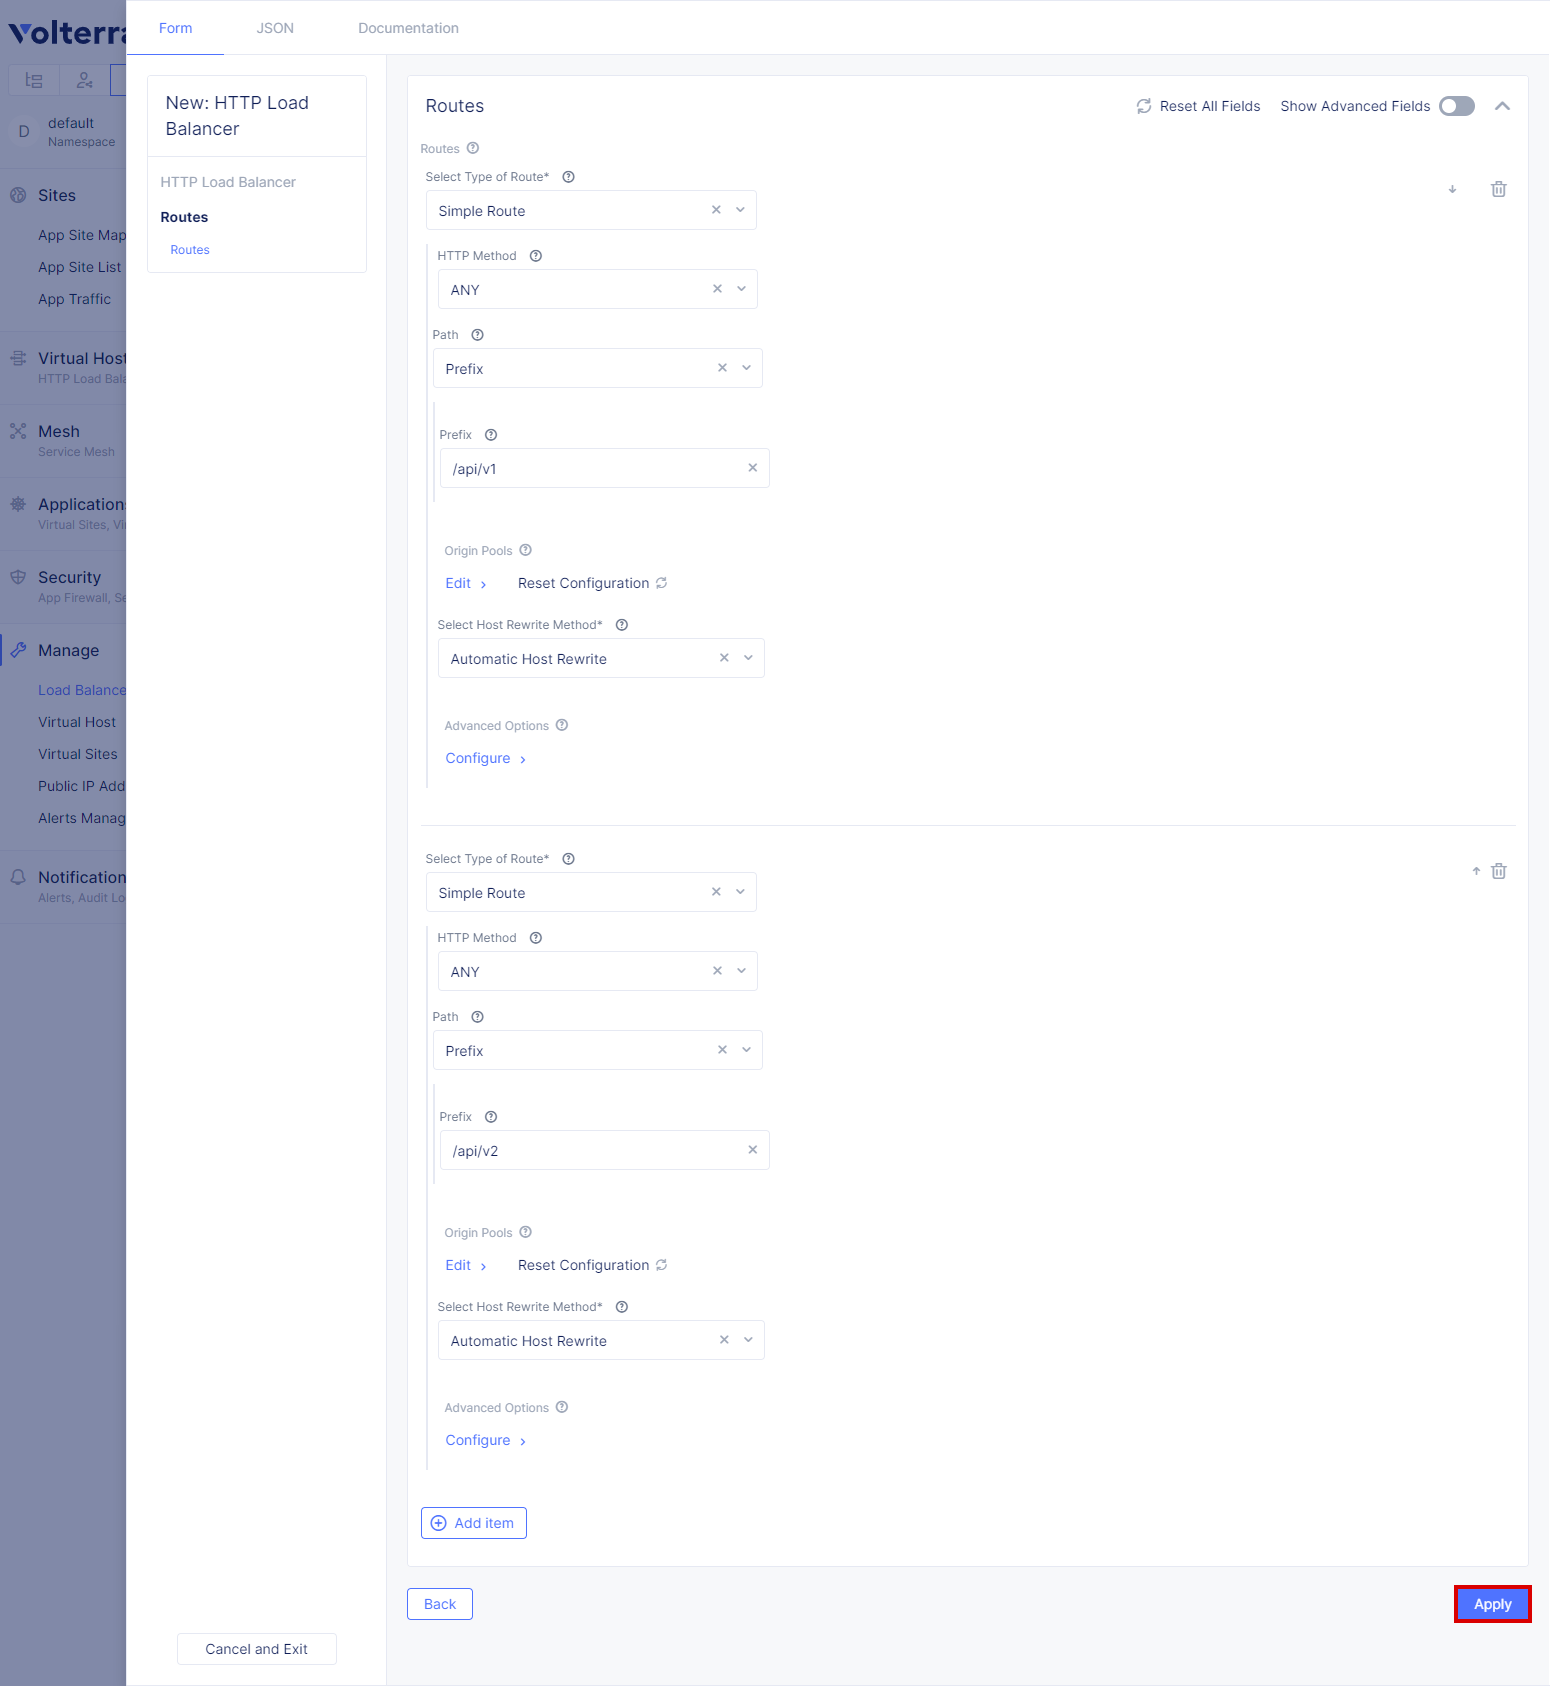 Volterra
D
default
Namespace
Sites
App Site Map
App Site List
App Traffic
Virtual Host
HTTP Load Bala
Mesh
Service Mesh
Applications
Virtual Sites, Vi
Security
App Firewall, Se
Manage
Load Balance
Virtual Host
Virtual Sites
Public IP Add
Alerts Manag
Notification
Alerts, Audit Lo
Form
JSON
Documentation
New: HTTP Load
Balancer
HTTP Load Balancer
Routes
Routes
Cancel and Exit
Routes
Reset All Fields
Show Advanced Fields
Routes
Select Type of Route*
Simple Route
HTTP Method
ANY
Path
Prefix
Prefix
/api/v1
Origin Pools
Edit
Reset Configuration
Select Host Rewrite Method*
Automatic Host Rewrite
Advanced Options
Configure
Select Type of Route*
Simple Route
HTTP Method
ANY
Path
Prefix
Prefix
/api/v2
Origin Pools
Edit
Reset Configuration
Select Host Rewrite Method*
Automatic Host Rewrite
Advanced Options
Configure
Add item
Back
Apply